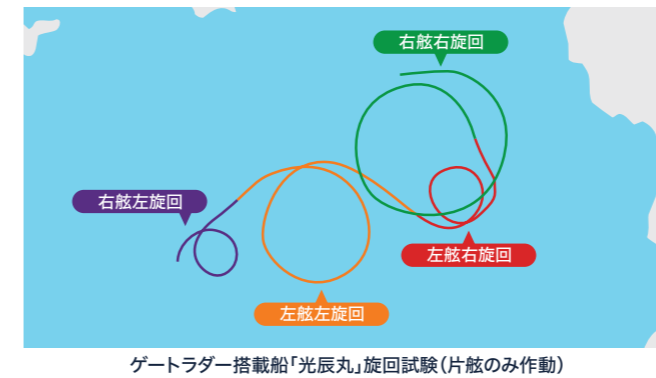 右舷右旋回
右舷左旋回
左舷右旋回
左舷左旋回
ゲートラダー搭載船「光辰丸」旋回試験（片舷のみ作動）